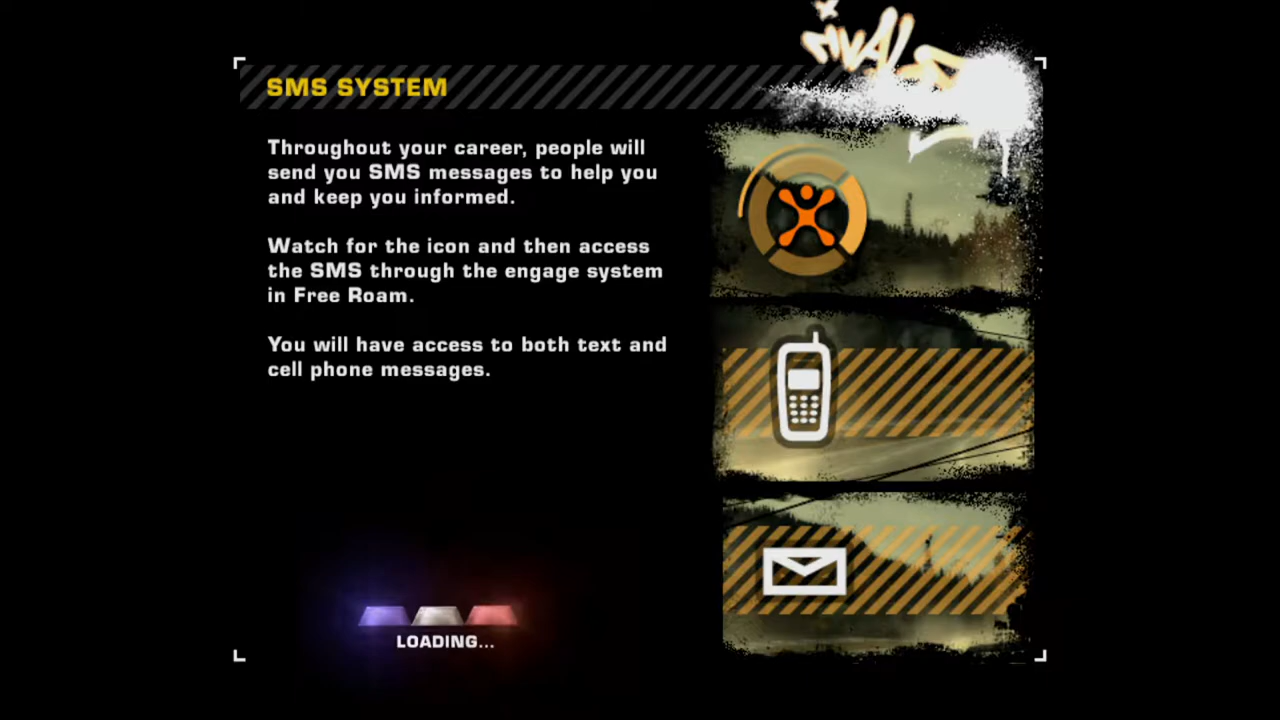 RIVALS
SMS SYSTEM
Throughout your career, people will
send you SMS messages to help you
and keep you informed.
Watch for the icon and then access
the SMS through the engage system
in Free Roam.
You will have access to both text and
cell phone messages.
LOADING...